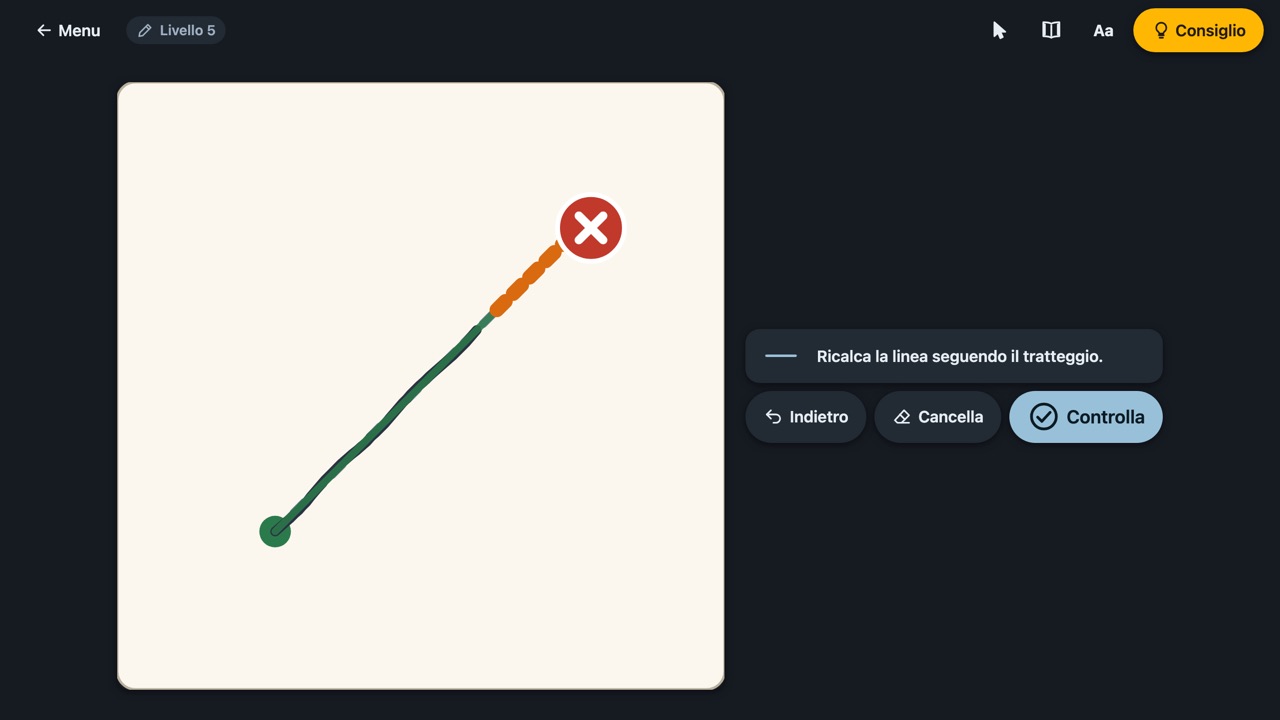 Menu
Livello 5
Aa
Consiglio
Ricalca la linea seguendo il tratteggio.
Indietro
Cancella
Controlla